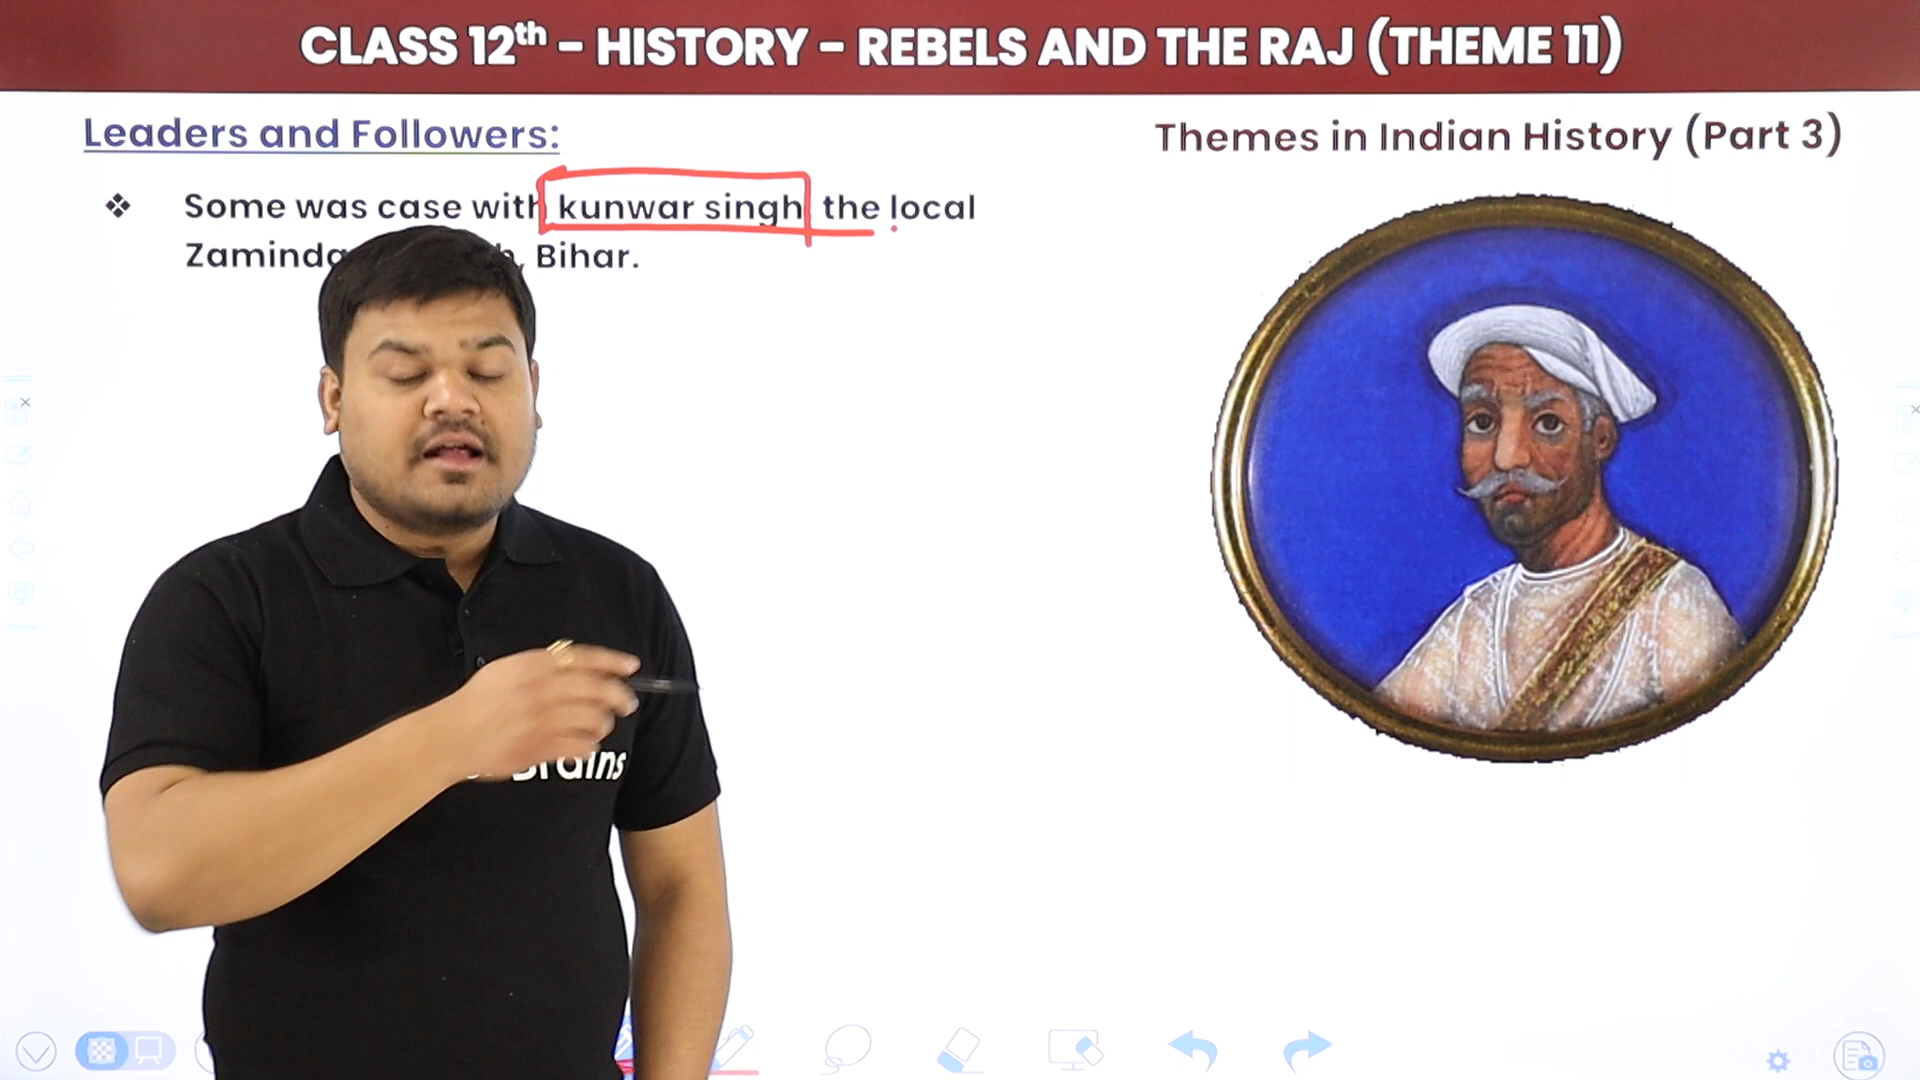 CLASS 12th – HISTORY – REBELS AND THE RAJ (THEME 11)
Leaders and Followers:
Themes in Indian History (Part 3)
❖ Some was case with kunwar singh the local
Bihar.